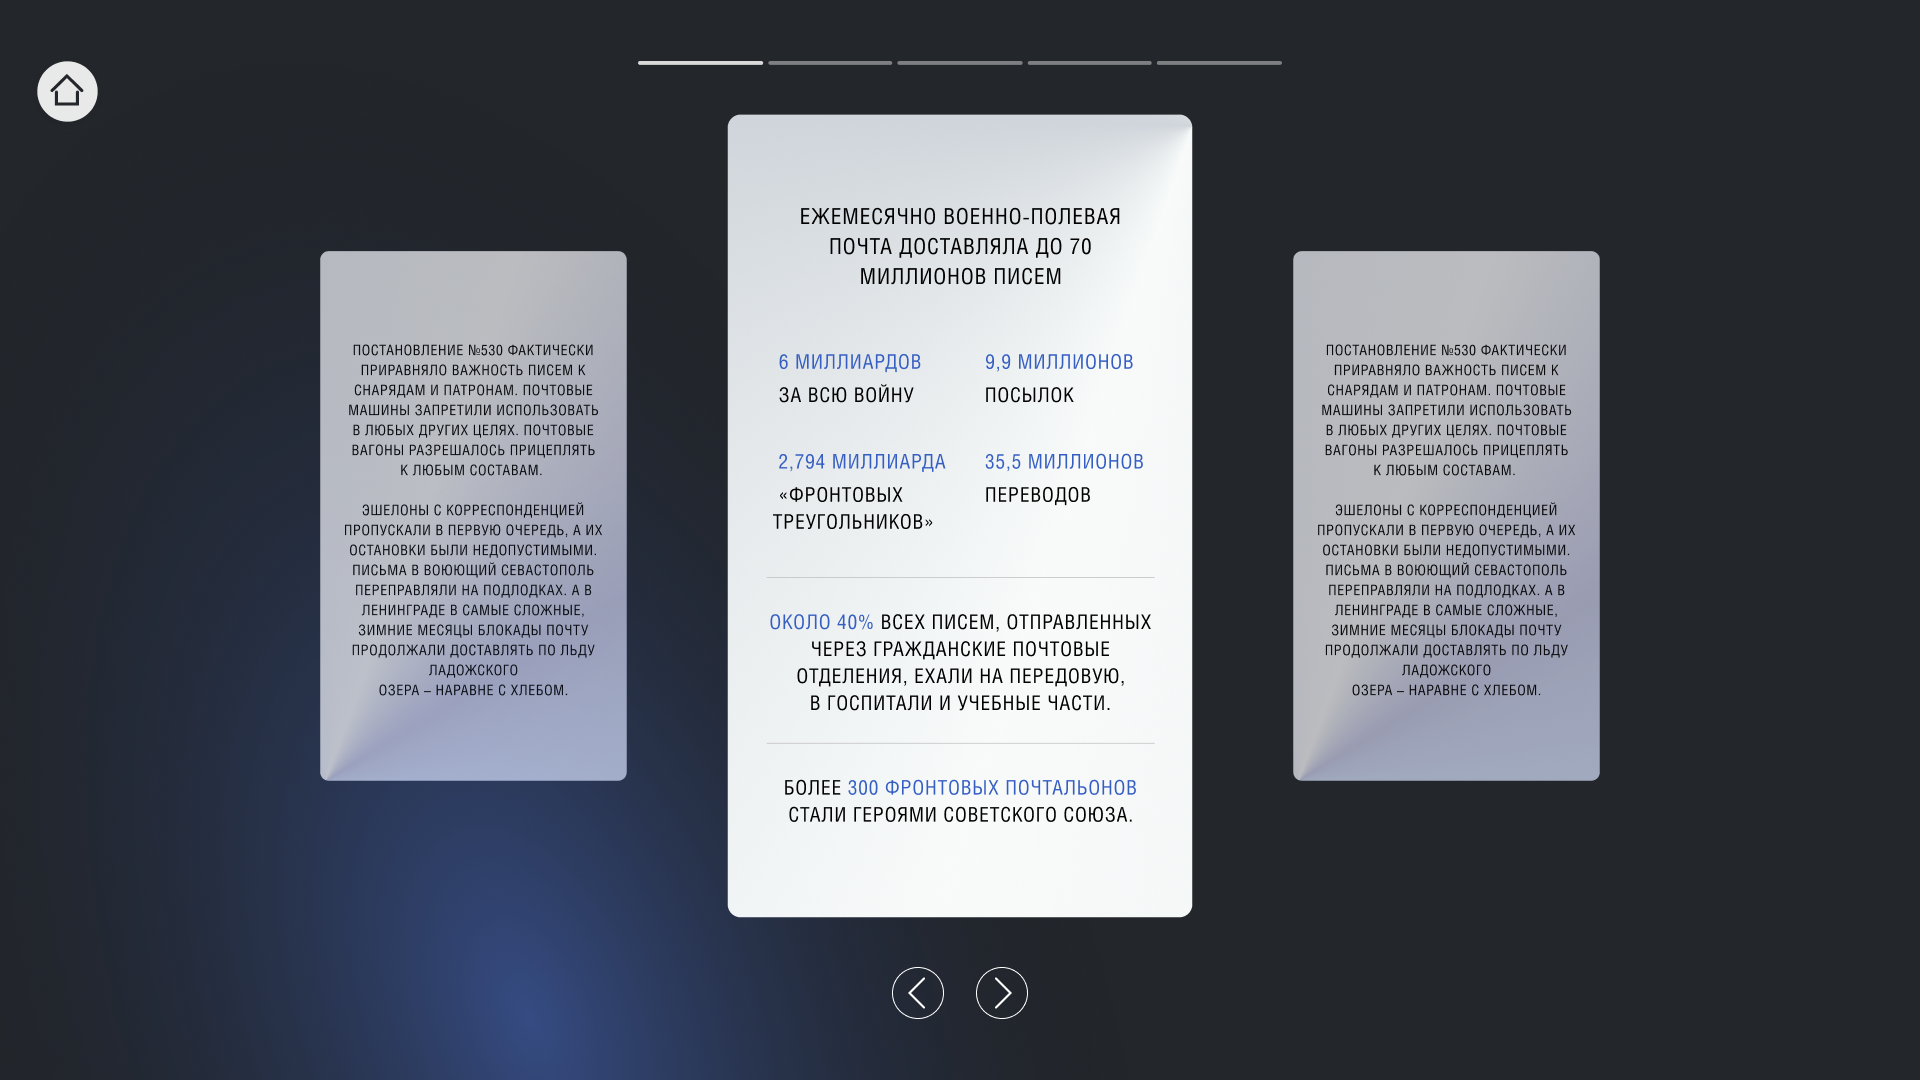 ПОСТАНОВЛЕНИЕ №530 ФАКТИЧЕСКИ
ПРИРАВНЯЛО ВАЖНОСТЬ ПИСЕМ К
СНАРЯДАМ И ПАТРОНАМ. ПОЧТОВЫЕ
МАШИНЫ ЗАПРЕТИЛИ ИСПОЛЬЗОВАТЬ
В ЛЮБЫХ ДРУГИХ ЦЕЛЯХ. ПОЧТОВЫЕ
ВАГОНЫ РАЗРЕШАЛОСЬ ПРИЦЕПЛЯТЬ
К ЛЮБЫМ СОСТАВАМ.
ЭШЕЛОНЫ С КОРРЕСПОНДЕНЦИЕЙ
ПРОПУСКАЛИ В ПЕРВУЮ ОЧЕРЕДЬ, А ИХ
ОСТАНОВКИ БЫЛИ НЕДОПУСТИМЫМИ.
ПИСЬМА В ВОЮЮЩИЙ СЕВАСТОПОЛЬ
ПЕРЕПРАВЛЯЛИ НА ПОДЛОДКАХ. А В
ЛЕНИНГРАДЕ В САМЫЕ СЛОЖНЫЕ,
ЗИМНИЕ МЕСЯЦЫ БЛОКАДЫ ПОЧТУ
ПРОДОЛЖАЛИ ДОСТАВЛЯТЬ ПО ЛЬДУ
ЛАДОЖСКОГО
ОЗЕРА – НАРАВНЕ С ХЛЕБОМ.
ЕЖЕМЕСЯЧНО ВОЕННО-ПОЛЕВАЯ
ПОЧТА ДОСТАВЛЯЛА ДО 70
МИЛЛИОНОВ ПИСЕМ
6 МИЛЛИАРДОВ
ЗА ВСЮ ВОЙНУ
9,9 МИЛЛИОНОВ
ПОСЫЛОК
2,794 МИЛЛИАРДА
«ФРОНТОВЫХ
ТРЕУГОЛЬНИКОВ»
35,5 МИЛЛИОНОВ
ПЕРЕВОДОВ
ОКОЛО 40% ВСЕХ ПИСЕМ, ОТПРАВЛЕННЫХ
ЧЕРЕЗ ГРАЖДАНСКИЕ ПОЧТОВЫЕ
ОТДЕЛЕНИЯ, ЕХАЛИ НА ПЕРЕДОВУЮ,
В ГОСПИТАЛИ И УЧЕБНЫЕ ЧАСТИ.
БОЛЕЕ 300 ФРОНТОВЫХ ПОЧТАЛЬОНОВ
СТАЛИ ГЕРОЯМИ СОВЕТСКОГО СОЮЗА.
ПОСТАНОВЛЕНИЕ №530 ФАКТИЧЕСКИ
ПРИРАВНЯЛО ВАЖНОСТЬ ПИСЕМ К
СНАРЯДАМ И ПАТРОНАМ. ПОЧТОВЫЕ
МАШИНЫ ЗАПРЕТИЛИ ИСПОЛЬЗОВАТЬ
В ЛЮБЫХ ДРУГИХ ЦЕЛЯХ. ПОЧТОВЫЕ
ВАГОНЫ РАЗРЕШАЛОСЬ ПРИЦЕПЛЯТЬ
К ЛЮБЫМ СОСТАВАМ.
ЭШЕЛОНЫ С КОРРЕСПОНДЕНЦИЕЙ
ПРОПУСКАЛИ В ПЕРВУЮ ОЧЕРЕДЬ, А ИХ
ОСТАНОВКИ БЫЛИ НЕДОПУСТИМЫМИ.
ПИСЬМА В ВОЮЮЩИЙ СЕВАСТОПОЛЬ
ПЕРЕПРАВЛЯЛИ НА ПОДЛОДКАХ. А В
ЛЕНИНГРАДЕ В САМЫЕ СЛОЖНЫЕ,
ЗИМНИЕ МЕСЯЦЫ БЛОКАДЫ ПОЧТУ
ПРОДОЛЖАЛИ ДОСТАВЛЯТЬ ПО ЛЬДУ
ЛАДОЖСКОГО
ОЗЕРА – НАРАВНЕ С ХЛЕБОМ.